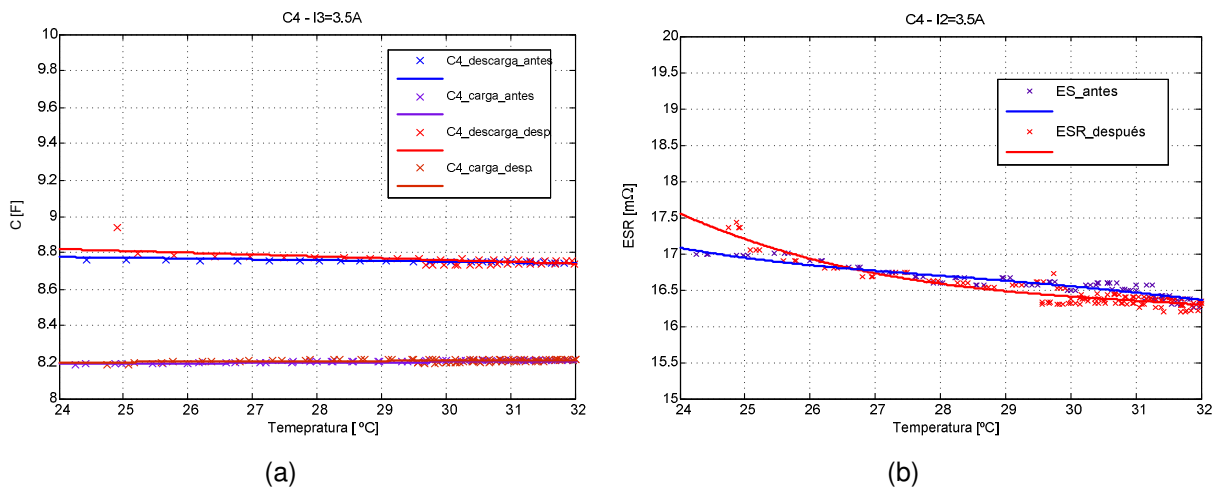 C4 - I3=3.5A
10
9.8
9.6
9.4
9.2
9
8.8
8.6
8.4
8.2
8
C [F]
24 25 26 27 28 29 30 31 32
Temepratura [ ºC]
C4_descarga_antes
C4_carga_antes
C4_descarga_desp
C4_carga_desp.
(a)
C4 - I2=3.5A
20
19.5
19
18.5
18
17.5
17
16.5
16
15.5
15
ESR [mΩ]
24 25 26 27 28 29 30 31 32
Temperatura [ºC]
ES_antes
ESR_después
(b)